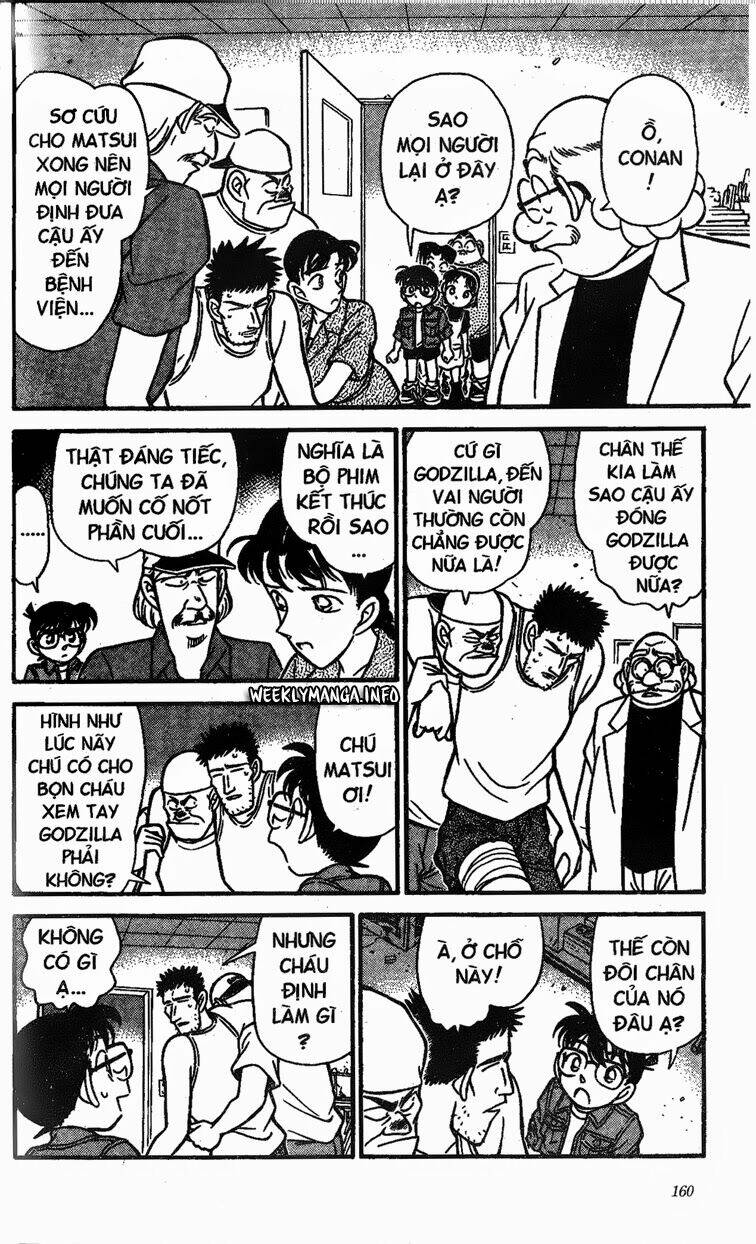 Ồ,
CONAN
!
SAO
MỌI NGƯỜI
LẠI Ở ĐÂY
Ạ?
SƠ CỨU
CHO MATSUI
XONG NÊN
MỌI NGƯỜI
ĐỊNH ĐƯA
CẬU ẤY
ĐẾN
BỆNH
VIỆN...
CHÂN THẾ
KIA LÀM
SAO CẬU ẤY
ĐÓNG
GODZILLA
ĐƯỢC
NỮA?
CỨ GÌ
GODZILLA, ĐẾN
VAI NGƯỜI
THƯỜNG CÒN
CHẲNG ĐƯỢC
NỮA LÀ!
NGHĨA LÀ
BỘ PHIM
KẾT THÚC
RỒI SAO
...
THẬT ĐÁNG TIẾC,
CHÚNG TA ĐÃ
MUỐN CỐ NỐT
PHẦN CUỐI...
.....
WEEKLYMANGA.INFO
CHÚ
MATSUI
ƠI!
HÌNH NHƯ
LÚC NÃY
CHÚ CÓ CHO
BỌN CHÁU
XEM TAY
GODZILLA
PHẢI
KHÔNG?
THẾ CÒN
ĐÔI CHÂN
CỦA NÓ
ĐÂU Ạ?
À, Ở CHỖ
NÀY!
NHƯNG
CHÁU
ĐỊNH
LÀM GÌ
?
KHÔNG
CÓ GÌ
Ạ...
160